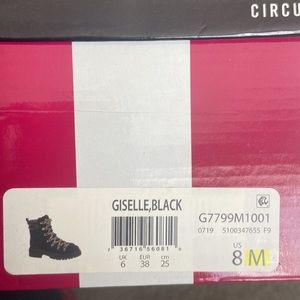 CIRCU
GISELLE,BLACK
G7799M1001
0719 5100347655 F9
UK EUR cm
6 38 25
US
8 M